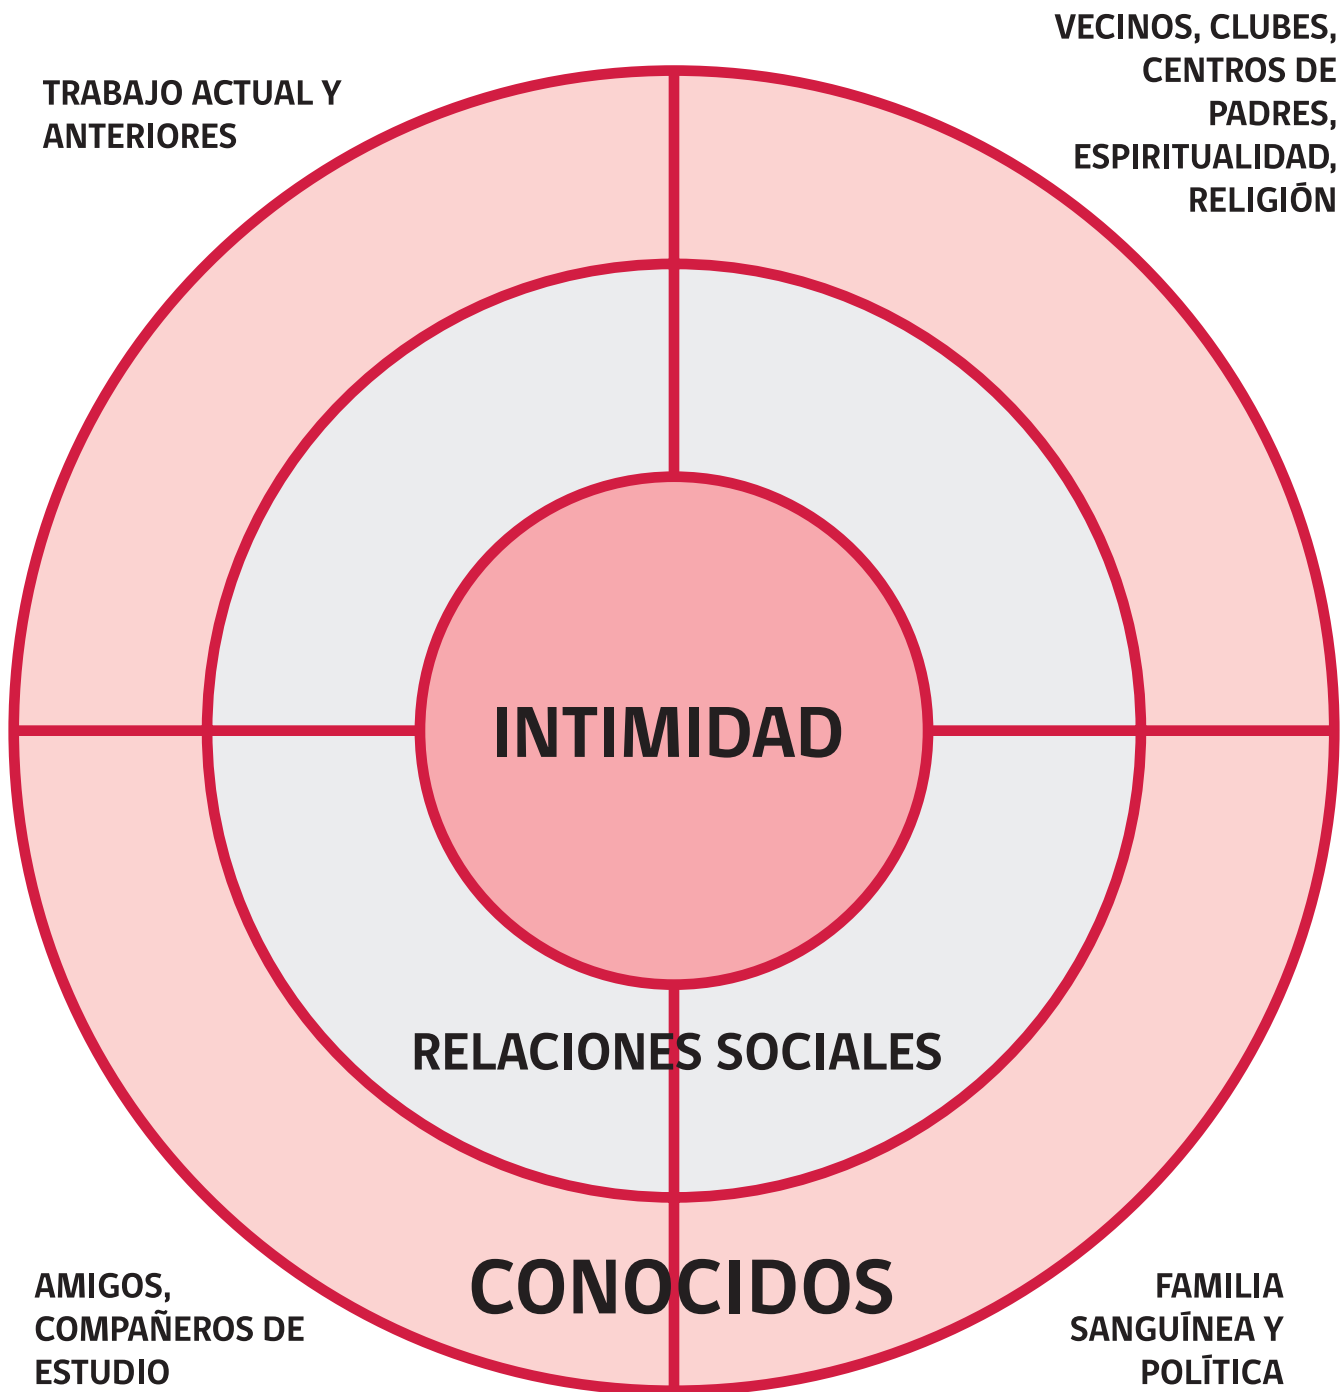 TRABAJO ACTUAL Y
ANTERIORES
VECINOS, CLUBES,
CENTROS DE
PADRES,
ESPIRITUALIDAD,
RELIGIÓN
INTIMIDAD
RELACIONES SOCIALES
CONOCIDOS
AMIGOS,
COMPAÑEROS DE
ESTUDIO
FAMILIA
SANGUÍNEA Y
POLÍTICA